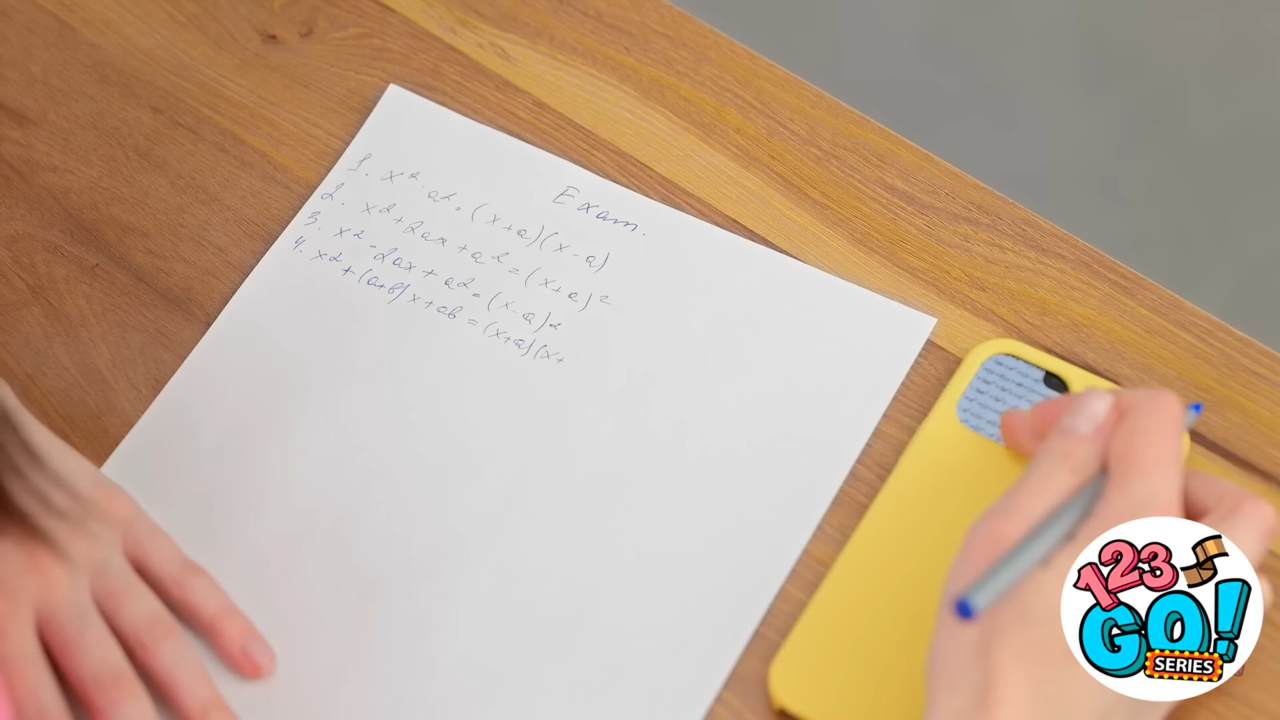 Exam.
1. x². a² = (x+a)(x-a)
2. x² + 2ax + a² = (x+a)²
3. x² - 2ax + a² = (x-a)²
4. x² + (a+b) x + ab = (x+a)(x+
123
GO!
SERIES